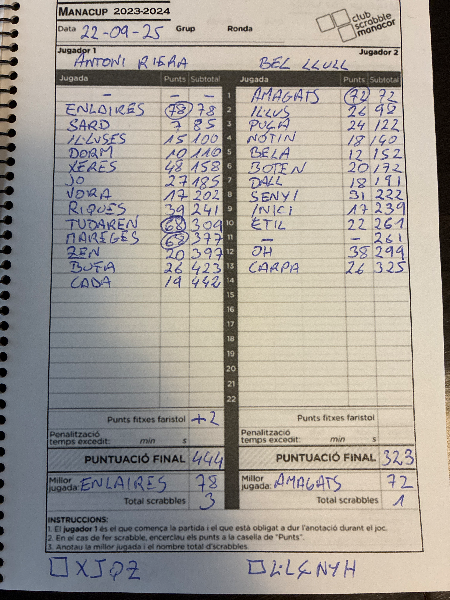 MANACUP 2023-2024
club scrabble manacor
Data 22-09-25 Grup Ronda
Jugador 1 Jugador 2
ANTONI RIERA BEL LLULL
Jugada Punts Subtotal Jugada Punts Subtotal
— — — 1 AMAGATS 72 72
ENLAIRES 78 78 2 ILLUS 26 98
SARD 7 85 3 PUGA 24 122
ILLUSES 15 100 4 NOTIN 18 140
DORM 10 110 5 BELA 12 152
XERES 48 158 6 BOTEN 20 172
JO 27 185 7 DALL 18 191
VORA 17 202 8 SENYI 31 222
RIQUES 39 241 9 INICI 17 239
TUDAREN 68 309 10 ETIL 22 261
MAREGES 68 377 11 — — 261
ZEN 20 397 12 OH 38 299
BUFIA 26 423 13 CARPA 26 325
CADA 19 442 14
15
16
17
18
19
20
21
22
Punts fitxes faristol +2 Punts fitxes faristol
Penalització temps excedit: min s Penalització temps excedit: min s
PUNTUACIÓ FINAL 444 PUNTUACIÓ FINAL 323
Millor jugada: ENLAIRES 78 Millor jugada: AMAGATS 72
Total scrabbles 3 Total scrabbles 1
INSTRUCCIONS:
1. El jugador 1 és el que comença la partida i el que està obligat a dur l'anotació durant el joc.
2. En el cas de fer scrabble, encerclau els punts a la casella de "Punts".
3. Anotau la millor jugada i el nombre total d'scrabbles.
XJQZ